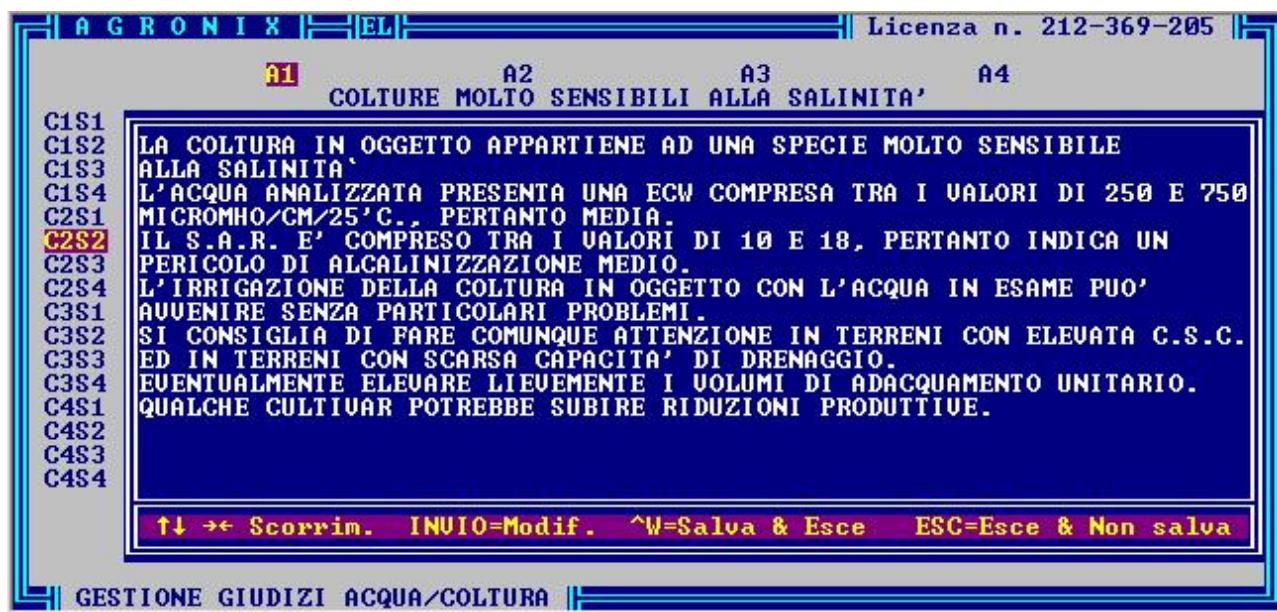 A G R O N I X EL Licenza n. 212-369-205
A1 A2 A3 A4
COLTURE MOLTO SENSIBILI ALLA SALINITA'
C1S1
C1S2 LA COLTURA IN OGGETTO APPARTIENE AD UNA SPECIE MOLTO SENSIBILE
C1S3 ALLA SALINITA`
C1S4 L'ACQUA ANALIZZATA PRESENTA UNA ECW COMPRESA TRA I VALORI DI 250 E 750
C2S1 MICROMHO/CM/25'C., PERTANTO MEDIA.
C2S2 IL S.A.R. E' COMPRESO TRA I VALORI DI 10 E 18, PERTANTO INDICA UN
C2S3 PERICOLO DI ALCALINIZZAZIONE MEDIO.
C2S4 L'IRRIGAZIONE DELLA COLTURA IN OGGETTO CON L'ACQUA IN ESAME PUO'
C3S1 AVVENIRE SENZA PARTICOLARI PROBLEMI.
C3S2 SI CONSIGLIA DI FARE COMUNQUE ATTENZIONE IN TERRENI CON ELEVATA C.S.C.
C3S3 ED IN TERRENI CON SCARSA CAPACITA' DI DRENAGGIO.
C3S4 EVENTUALMENTE ELEVARE LIEVEMENTE I VOLUMI DI ADACQUAMENTO UNITARIO.
C4S1 QUALCHE CULTIVAR POTREBBE SUBIRE RIDUZIONI PRODUTTIVE.
C4S2
C4S3
C4S4
↑↓ →← Scorrim. INVIO=Modif. ^W=Salva & Esce ESC=Esce & Non salva
GESTIONE GIUDIZI ACQUA/COLTURA